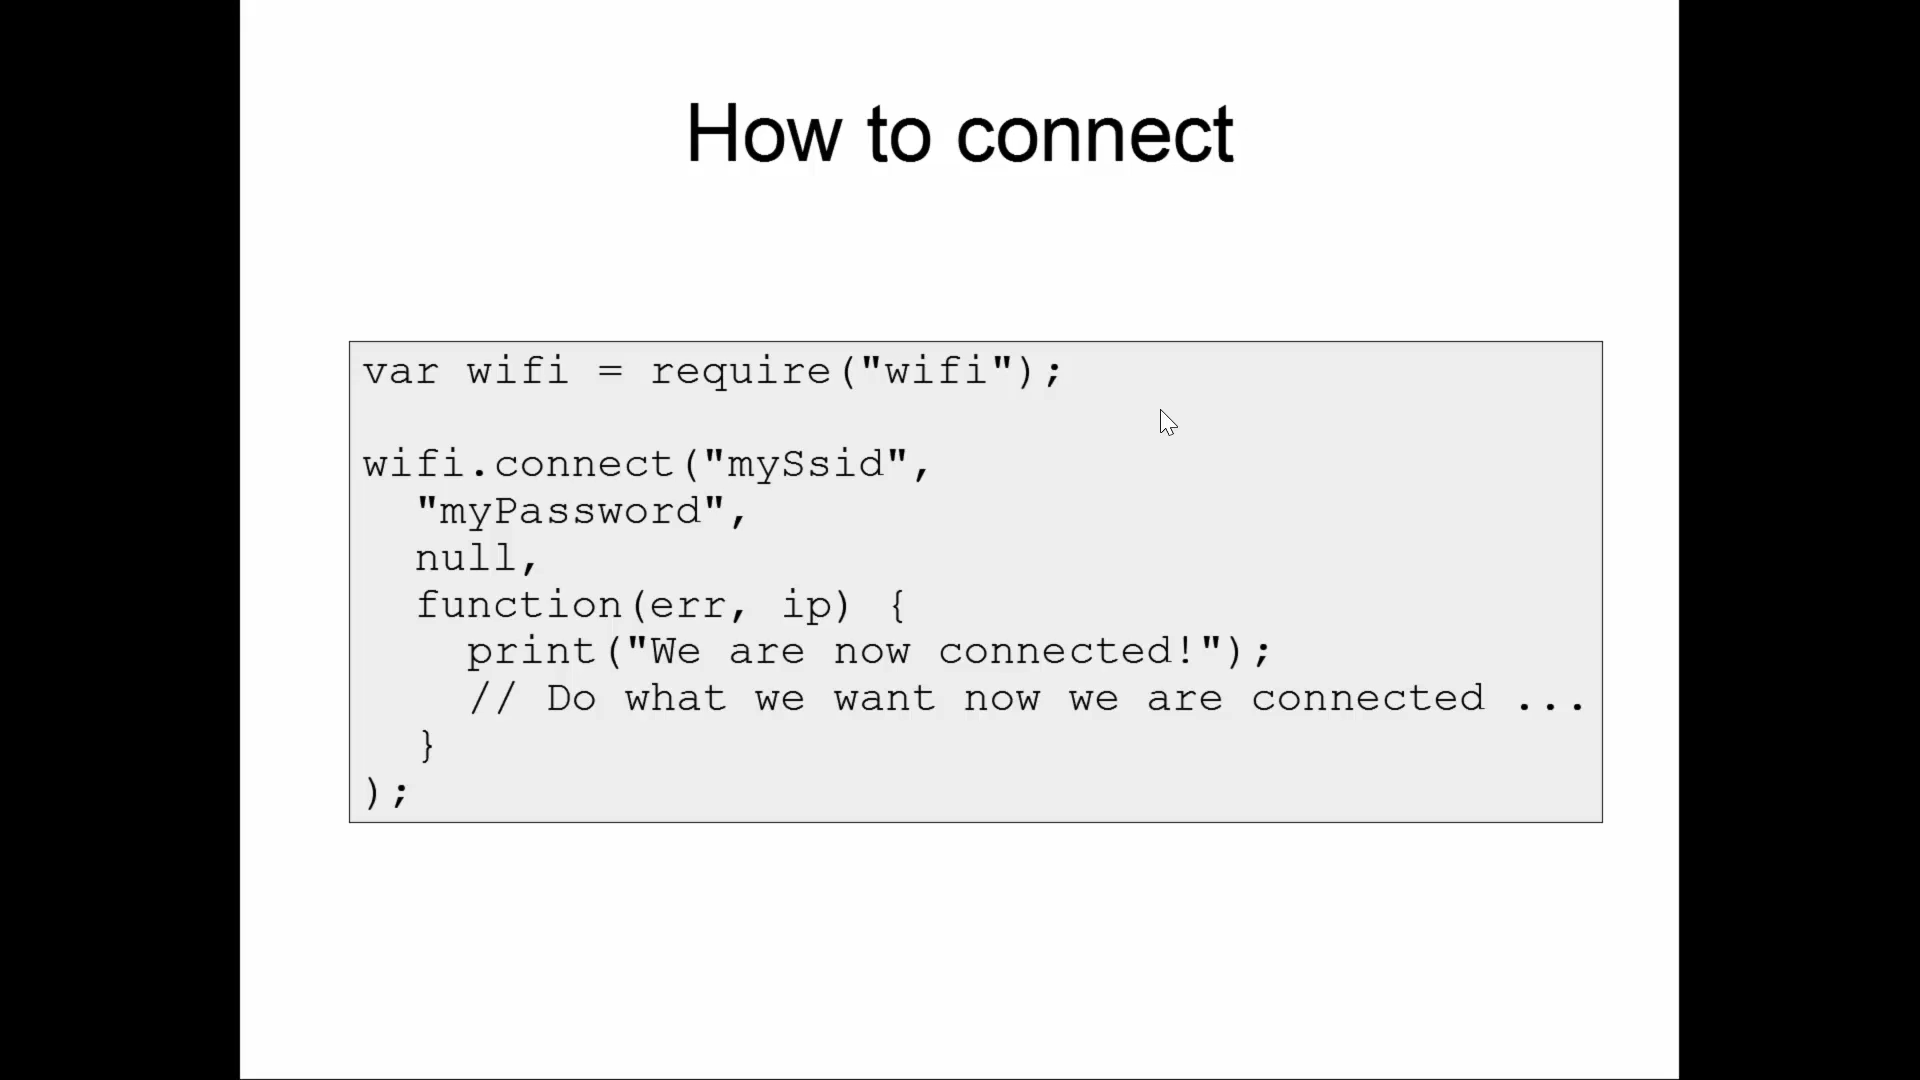 How to connect
var wifi = require("wifi");
wifi.connect("mySsid",
"myPassword",
null,
function(err, ip) {
print("We are now connected!");
// Do what we want now we are connected ...
}
);